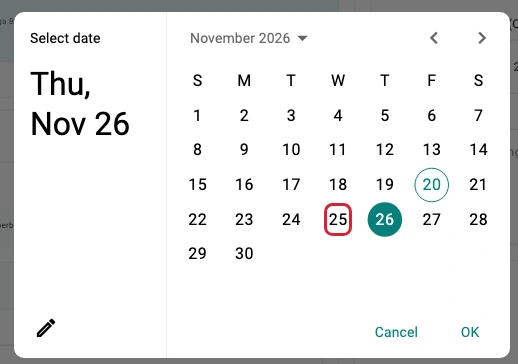 Select date
Thu,
Nov 26
November 2026
S M T W T F S
1 2 3 4 5 6 7
8 9 10 11 12 13 14
15 16 17 18 19 20 21
22 23 24 25 26 27 28
29 30
Cancel OK